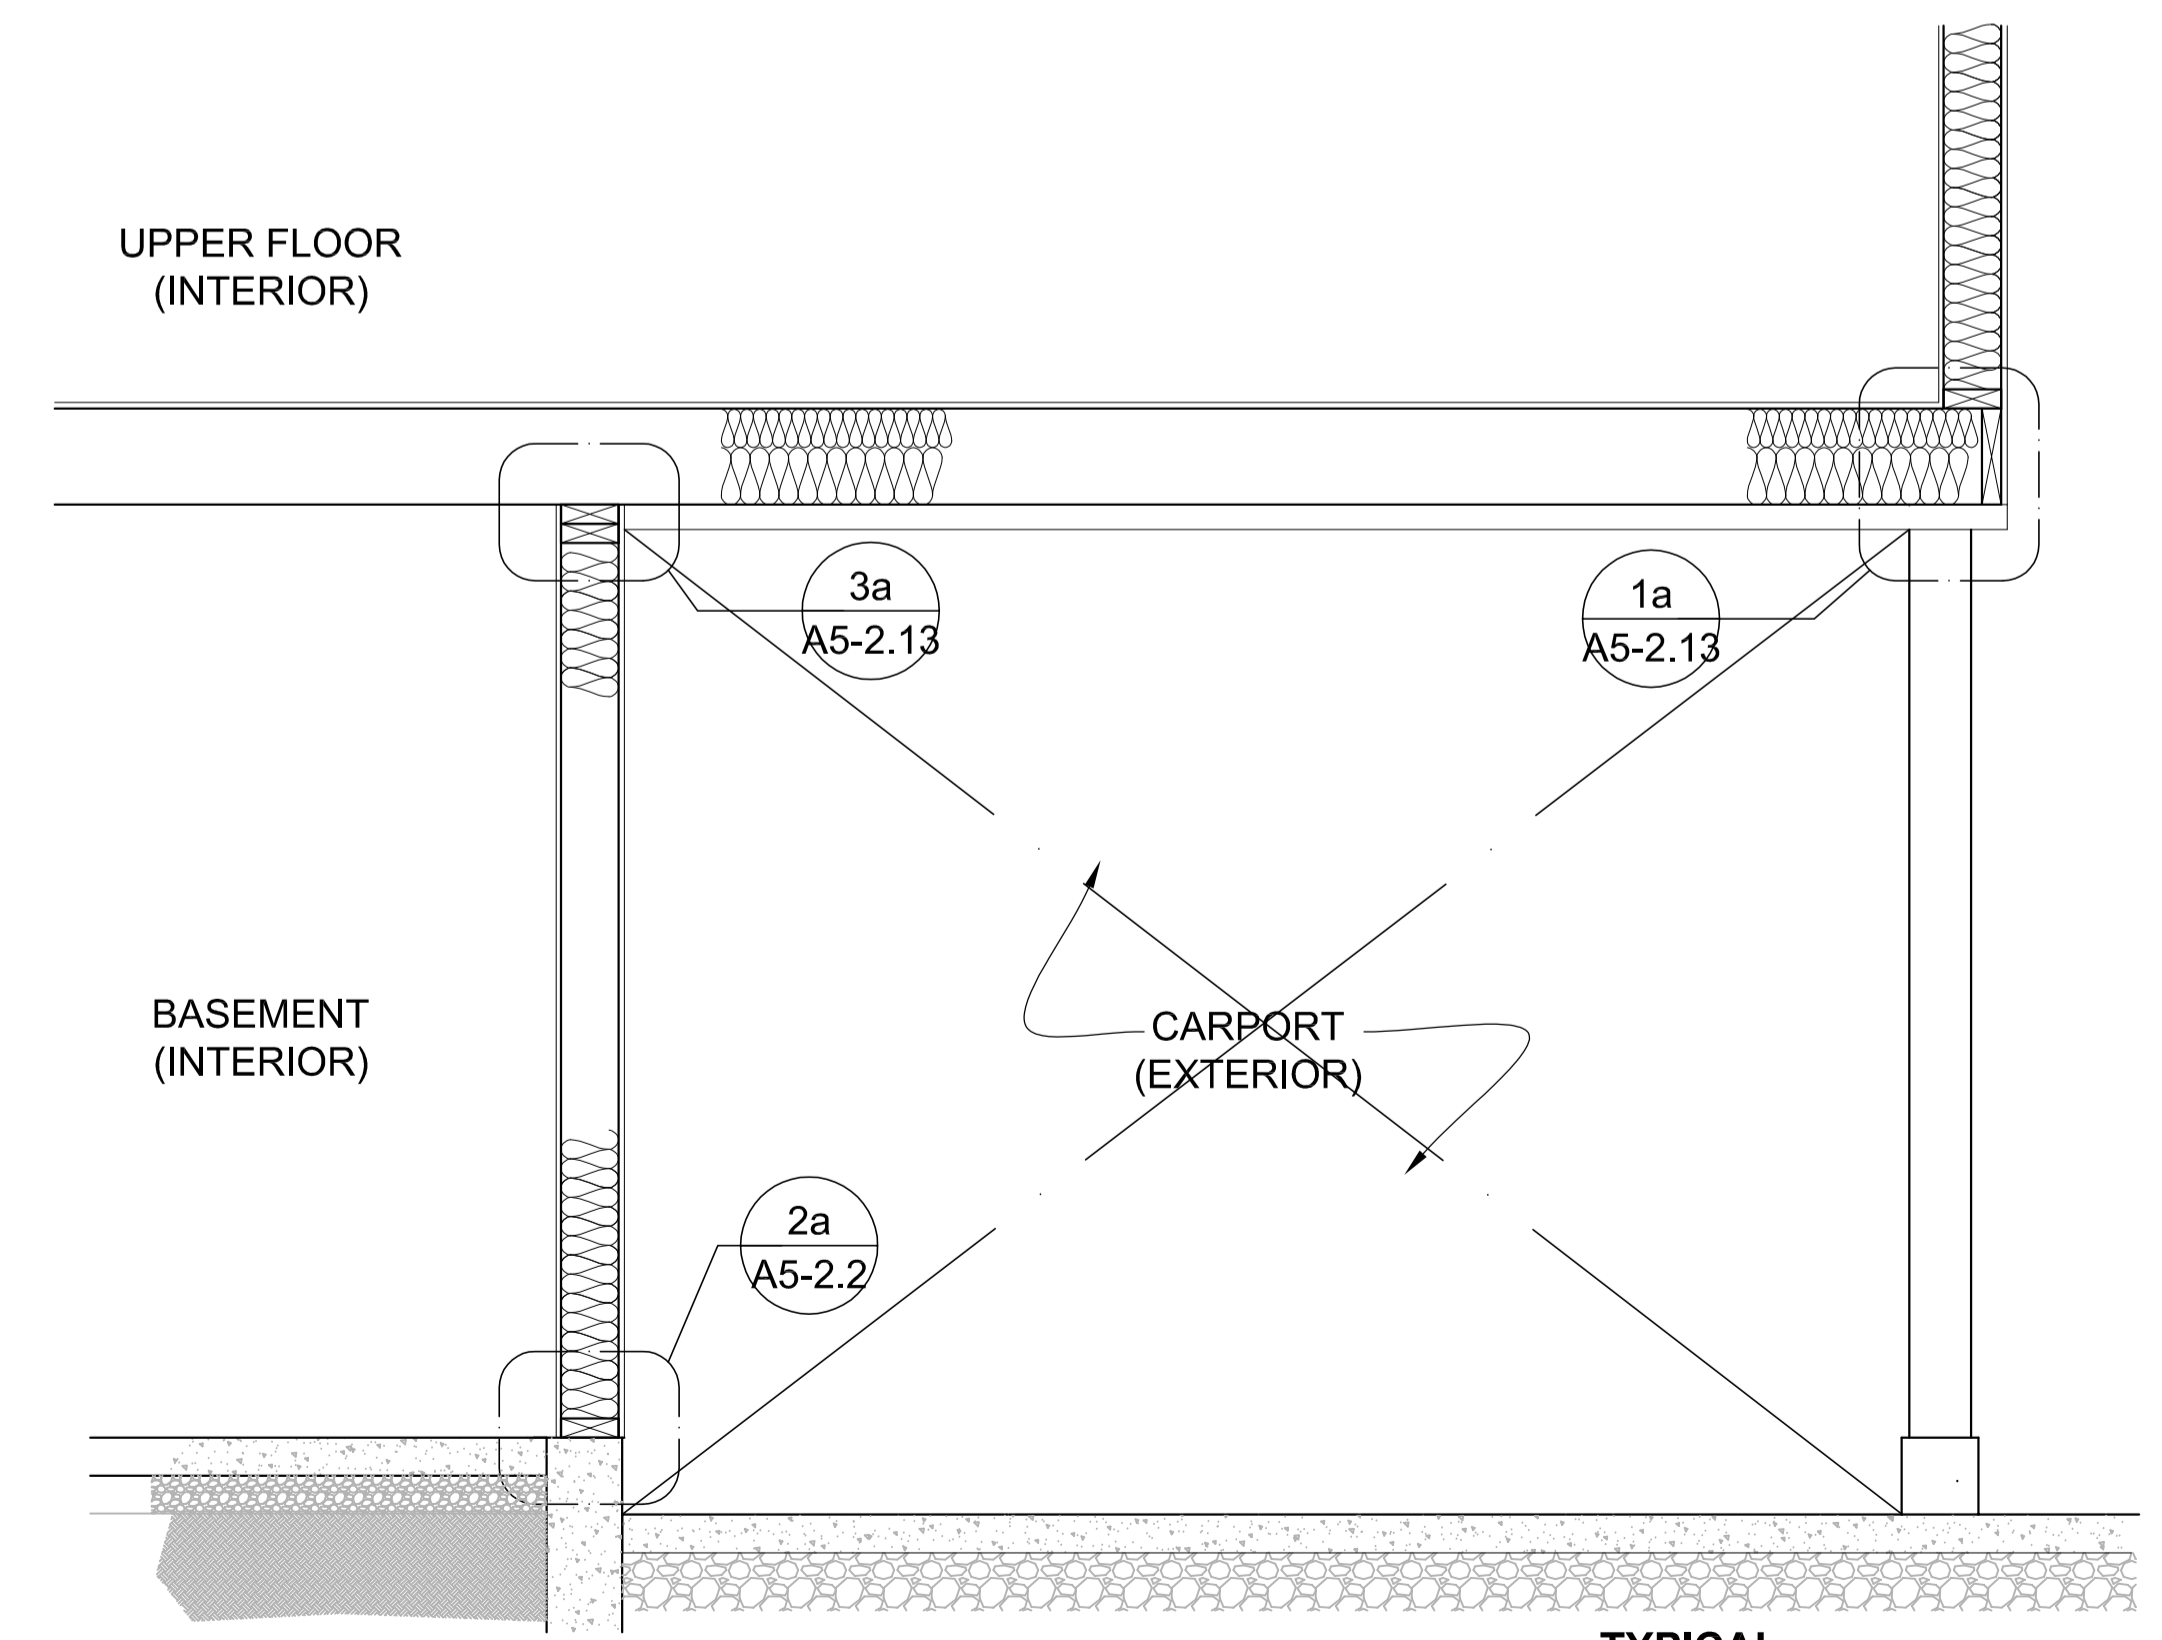 UPPER FLOOR
(INTERIOR)
3a
A5-2.13
1a
A5-2.13
BASEMENT
(INTERIOR)
CARPORT
(EXTERIOR)
2a
A5-2.2
TYPICAL